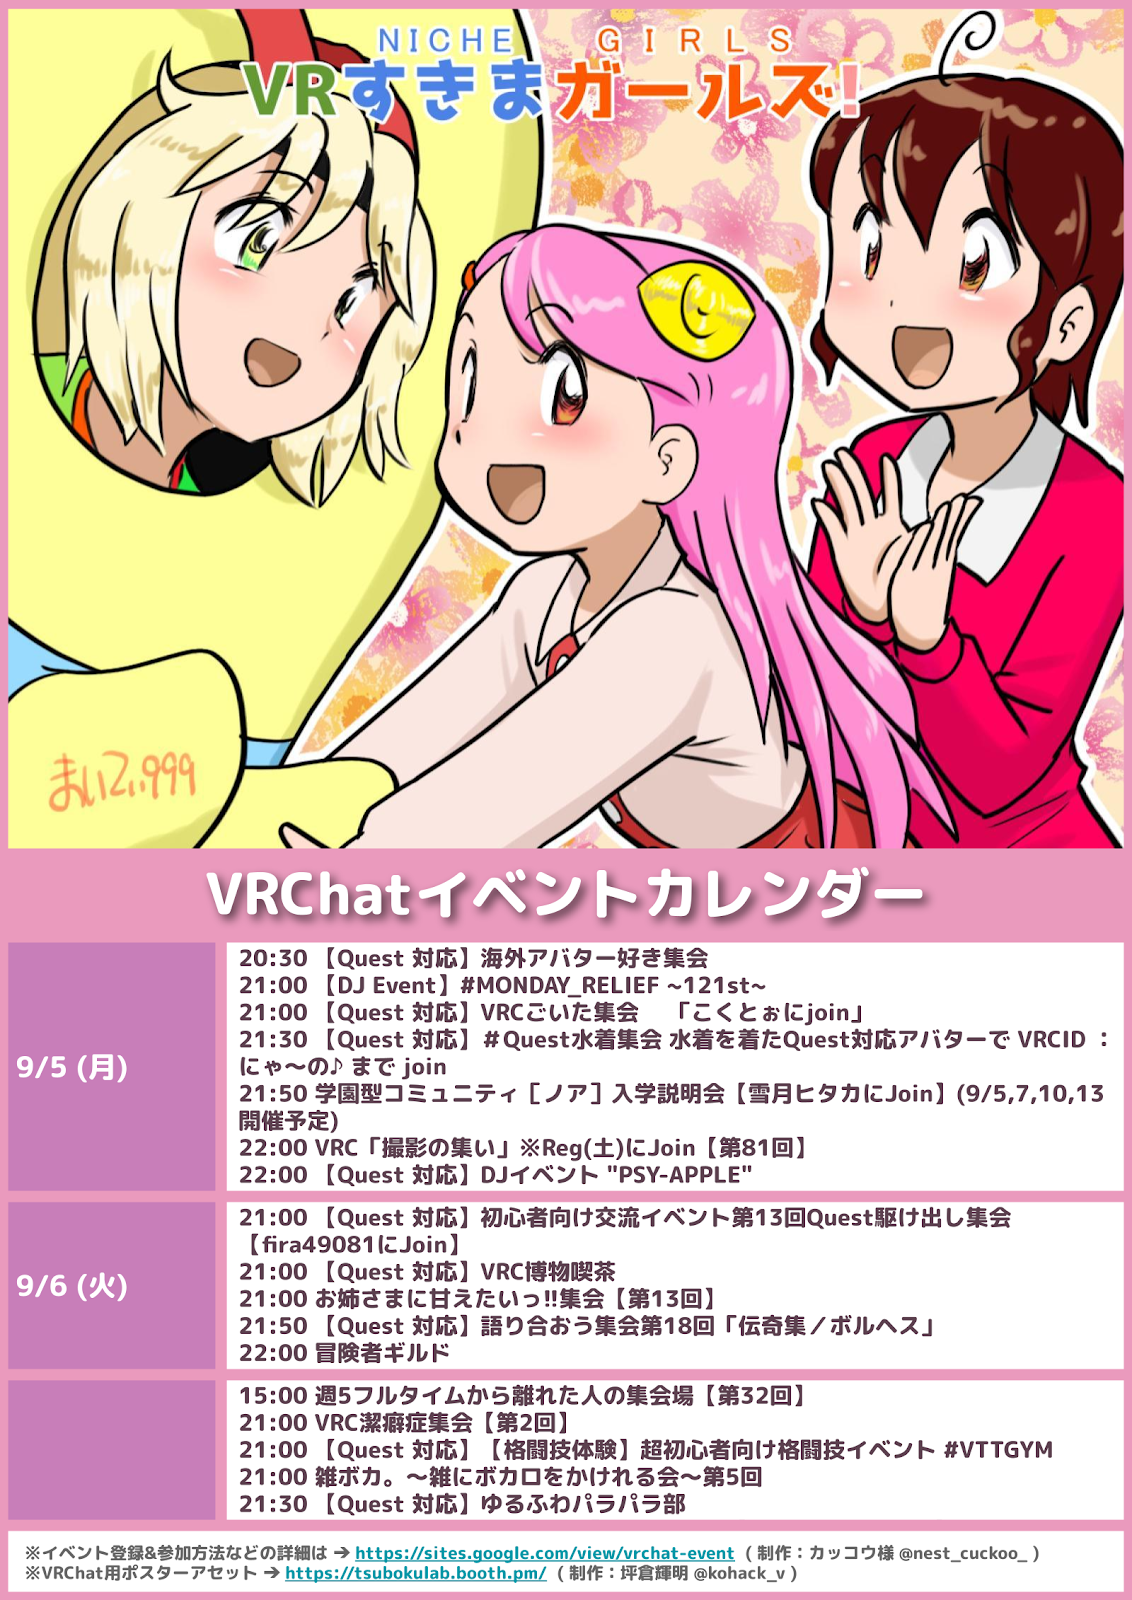 NICHE GIRLS
VRすきまガールズ!
まいてぃ999
VRChatイベントカレンダー
9/5 (月)
20:30 【Quest 対応】海外アバター好き集会
21:00 【DJ Event】#MONDAY_RELIEF ~121st~
21:00 【Quest 対応】VRCごいた集会　「こくとぉにjoin」
21:30 【Quest 対応】＃Quest水着集会 水着を着たQuest対応アバターで VRCID ：
にゃ～の♪ まで join
21:50 学園型コミュニティ［ノア］入学説明会【雪月ヒタカにJoin】(9/5,7,10,13
開催予定)
22:00 VRC「撮影の集い」※Reg(土)にJoin【第81回】
22:00 【Quest 対応】DJイベント "PSY-APPLE"
9/6 (火)
21:00 【Quest 対応】初心者向け交流イベント第13回Quest駆け出し集会
【fira49081にJoin】
21:00 【Quest 対応】VRC博物喫茶
21:00 お姉さまに甘えたいっ!!集会【第13回】
21:50 【Quest 対応】語り合おう集会第18回「伝奇集／ボルヘス」
22:00 冒険者ギルド
15:00 週5フルタイムから離れた人の集会場【第32回】
21:00 VRC潔癖症集会【第2回】
21:00 【Quest 対応】【格闘技体験】超初心者向け格闘技イベント #VTTGYM
21:00 雑ボカ。～雑にボカロをかけれる会～第5回
21:30 【Quest 対応】ゆるふわパラパラ部
※イベント登録&参加方法などの詳細は → https://sites.google.com/view/vrchat-event ( 制作：カッコウ様 @nest_cuckoo_ )
※VRChat用ポスターアセット → https://tsubokulab.booth.pm/ ( 制作：坪倉輝明 @kohack_v )